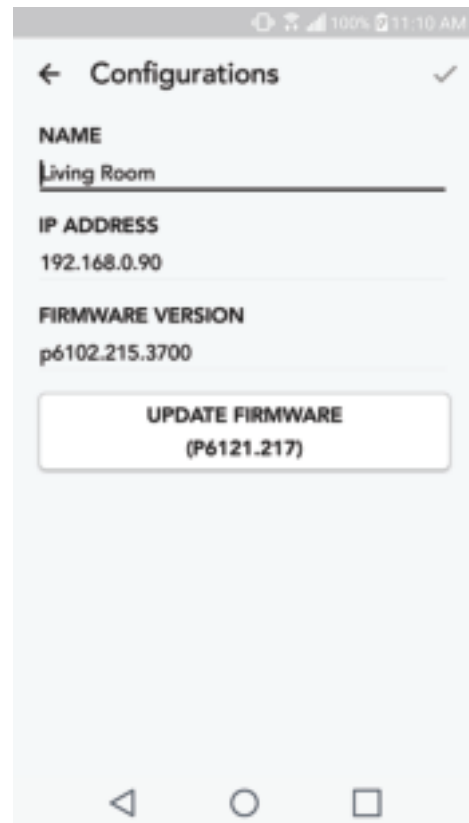 100% 11:10 AM
Configurations
NAME
Living Room
IP ADDRESS
192.168.0.90
FIRMWARE VERSION
p6102.215.3700
UPDATE FIRMWARE
(P6121.217)